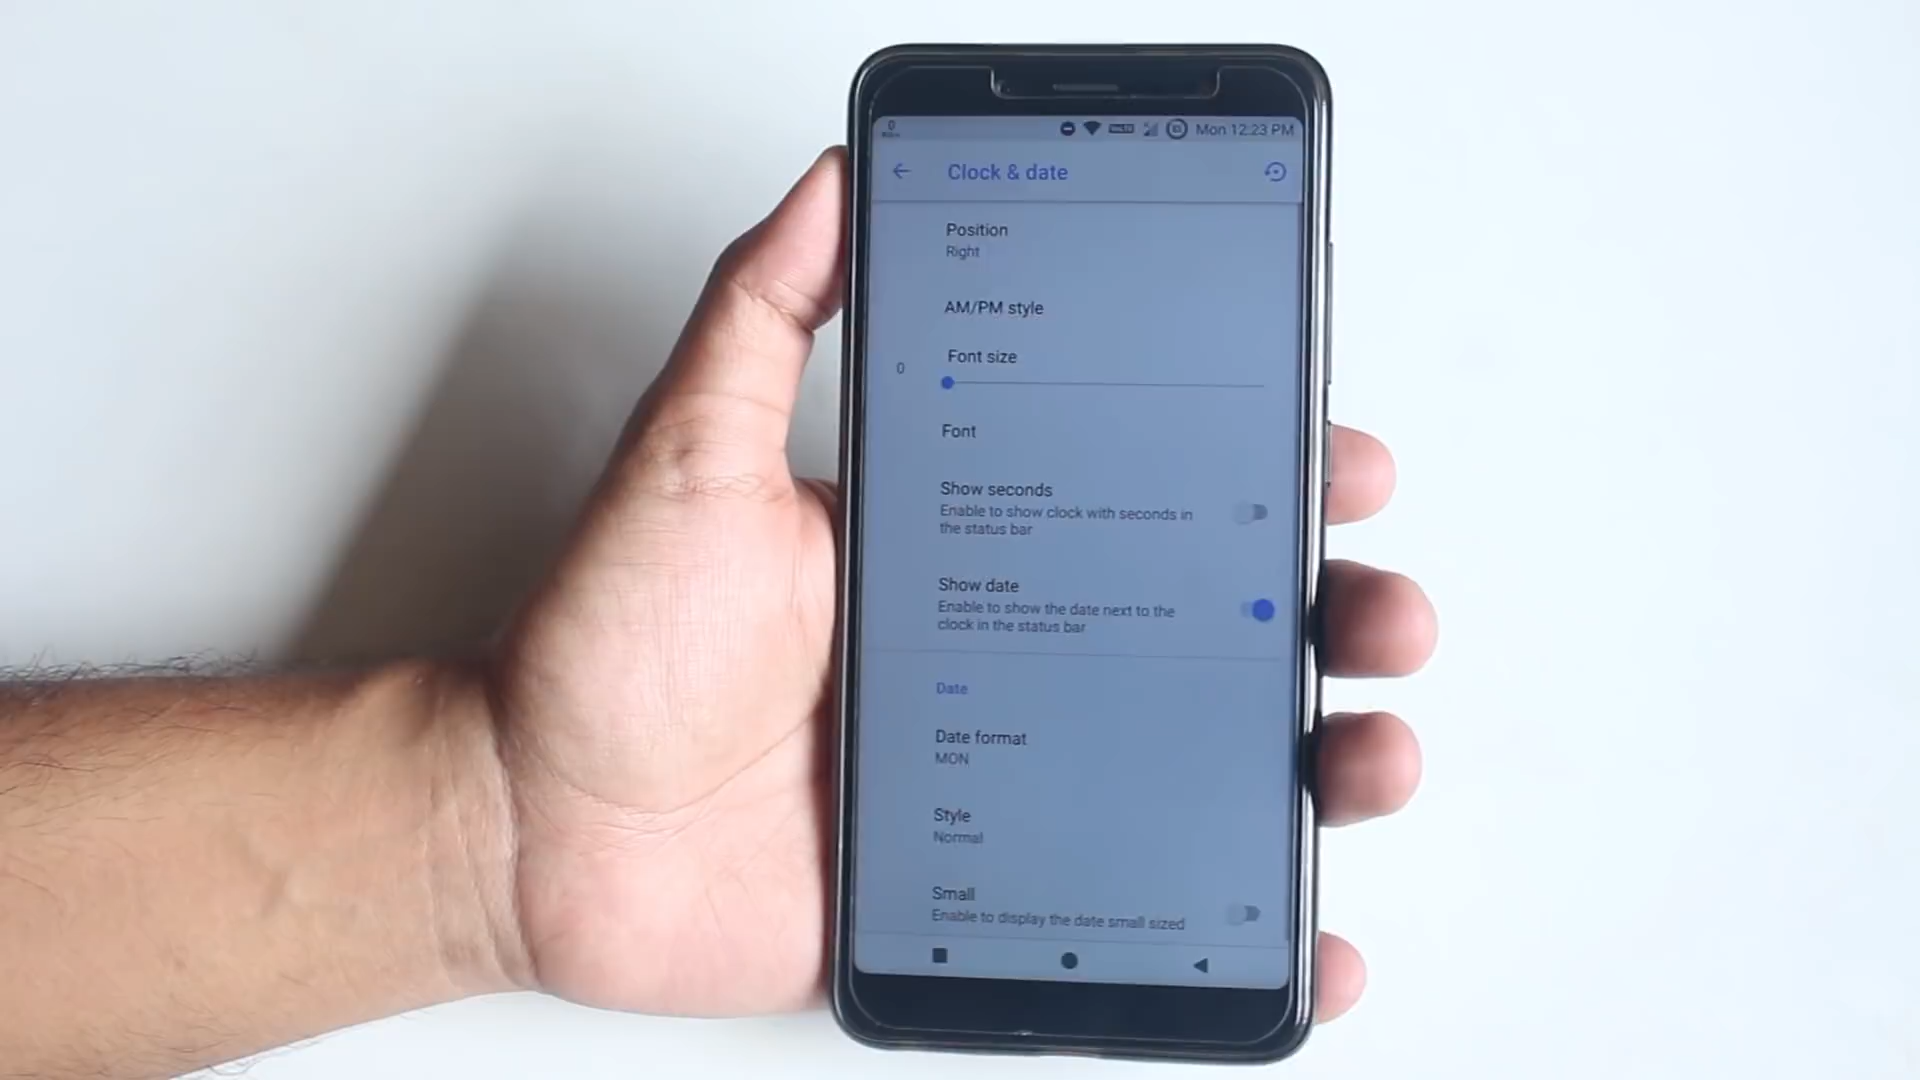 0
Mon 12:23 PM
Clock & date
Position
Right
AM/PM style
Font size
0
Font
Show seconds
Enable to show clock with seconds in
the status bar
Show date
Enable to show the date next to the
clock in the status bar
Date
Date format
MON
Style
Normal
Small
Enable to display the date small sized